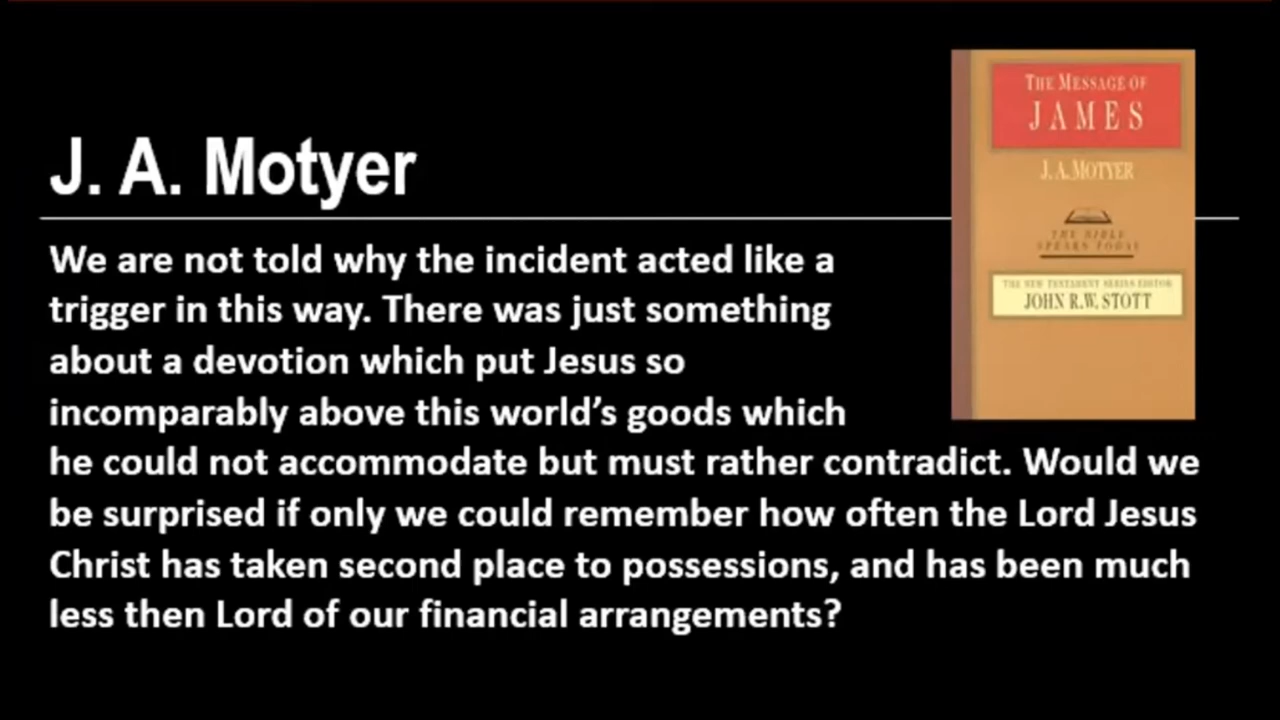 THE MESSAGE OF
JAMES
J. A. MOTYER
THE BIBLE
SPEAKS TODAY
THE NEW TESTAMENT SERIES EDITOR
JOHN R.W. STOTT
J. A. Motyer
We are not told why the incident acted like a
trigger in this way. There was just something
about a devotion which put Jesus so
incomparably above this world’s goods which
he could not accommodate but must rather contradict. Would we
be surprised if only we could remember how often the Lord Jesus
Christ has taken second place to possessions, and has been much
less then Lord of our financial arrangements?